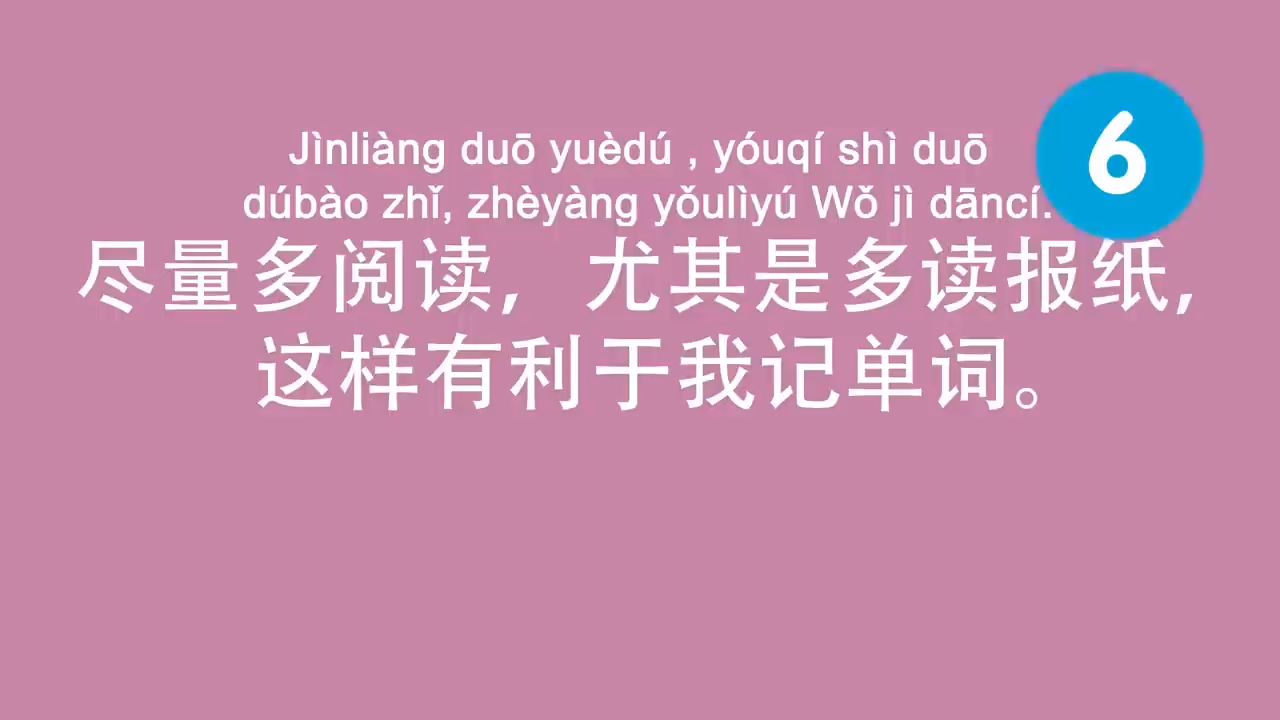 Jìnliàng duō yuèdú , yóuqí shì duō
dúbào zhǐ, zhèyàng yǒulìyú Wǒ jì dāncí.
6
尽量多阅读，尤其是多读报纸,
这样有利于我记单词。